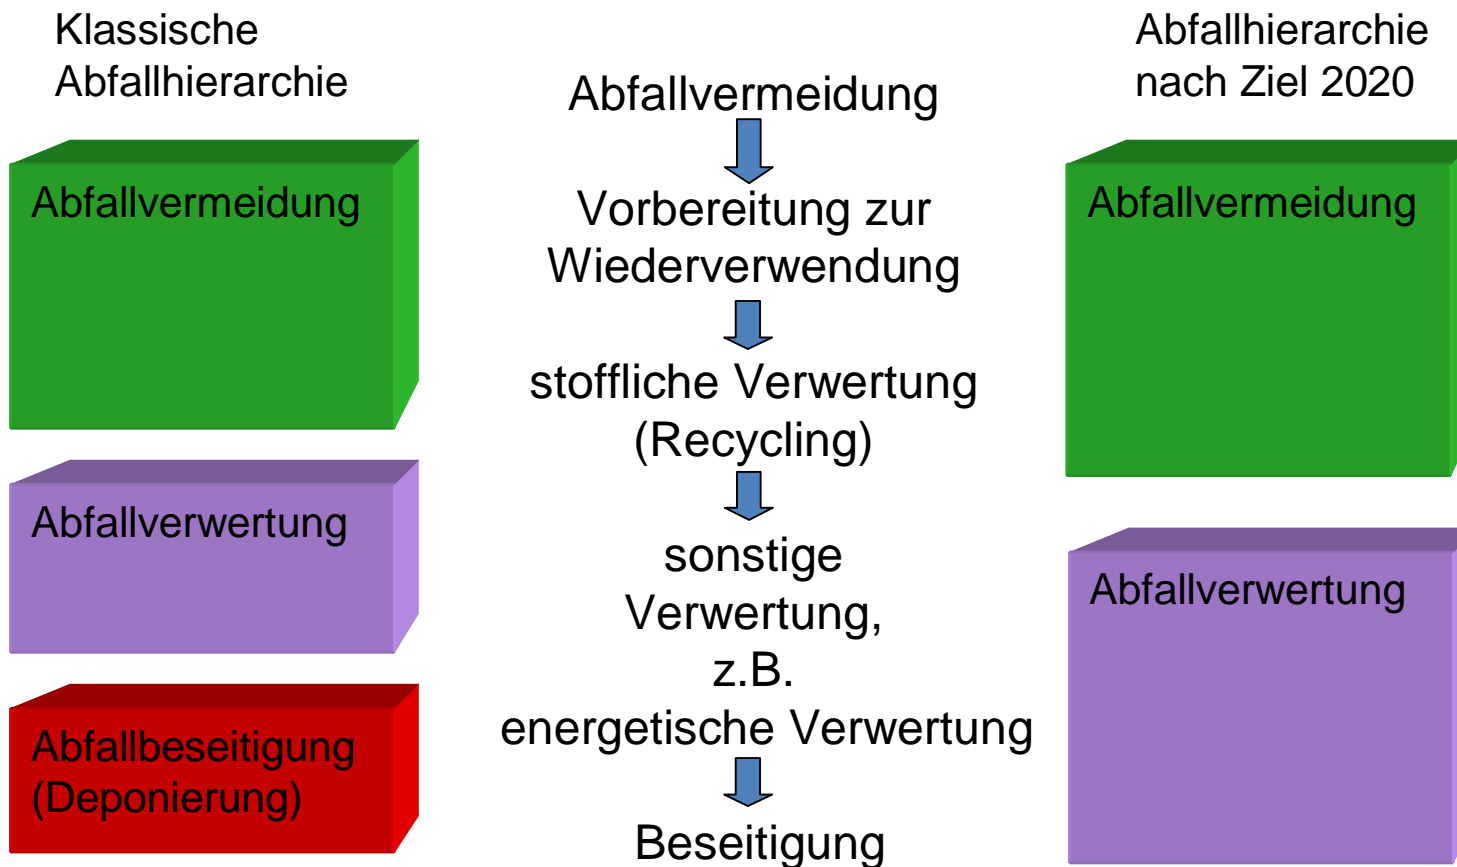 Klassische
Abfallhierarchie
Abfallvermeidung
Abfallverwertung
Abfallbeseitigung
(Deponierung)
Abfallvermeidung
Vorbereitung zur
Wiederverwendung
stoffliche Verwertung
(Recycling)
sonstige
Verwertung,
z.B.
energetische Verwertung
Beseitigung
Abfallhierarchie
nach Ziel 2020
Abfallvermeidung
Abfallverwertung